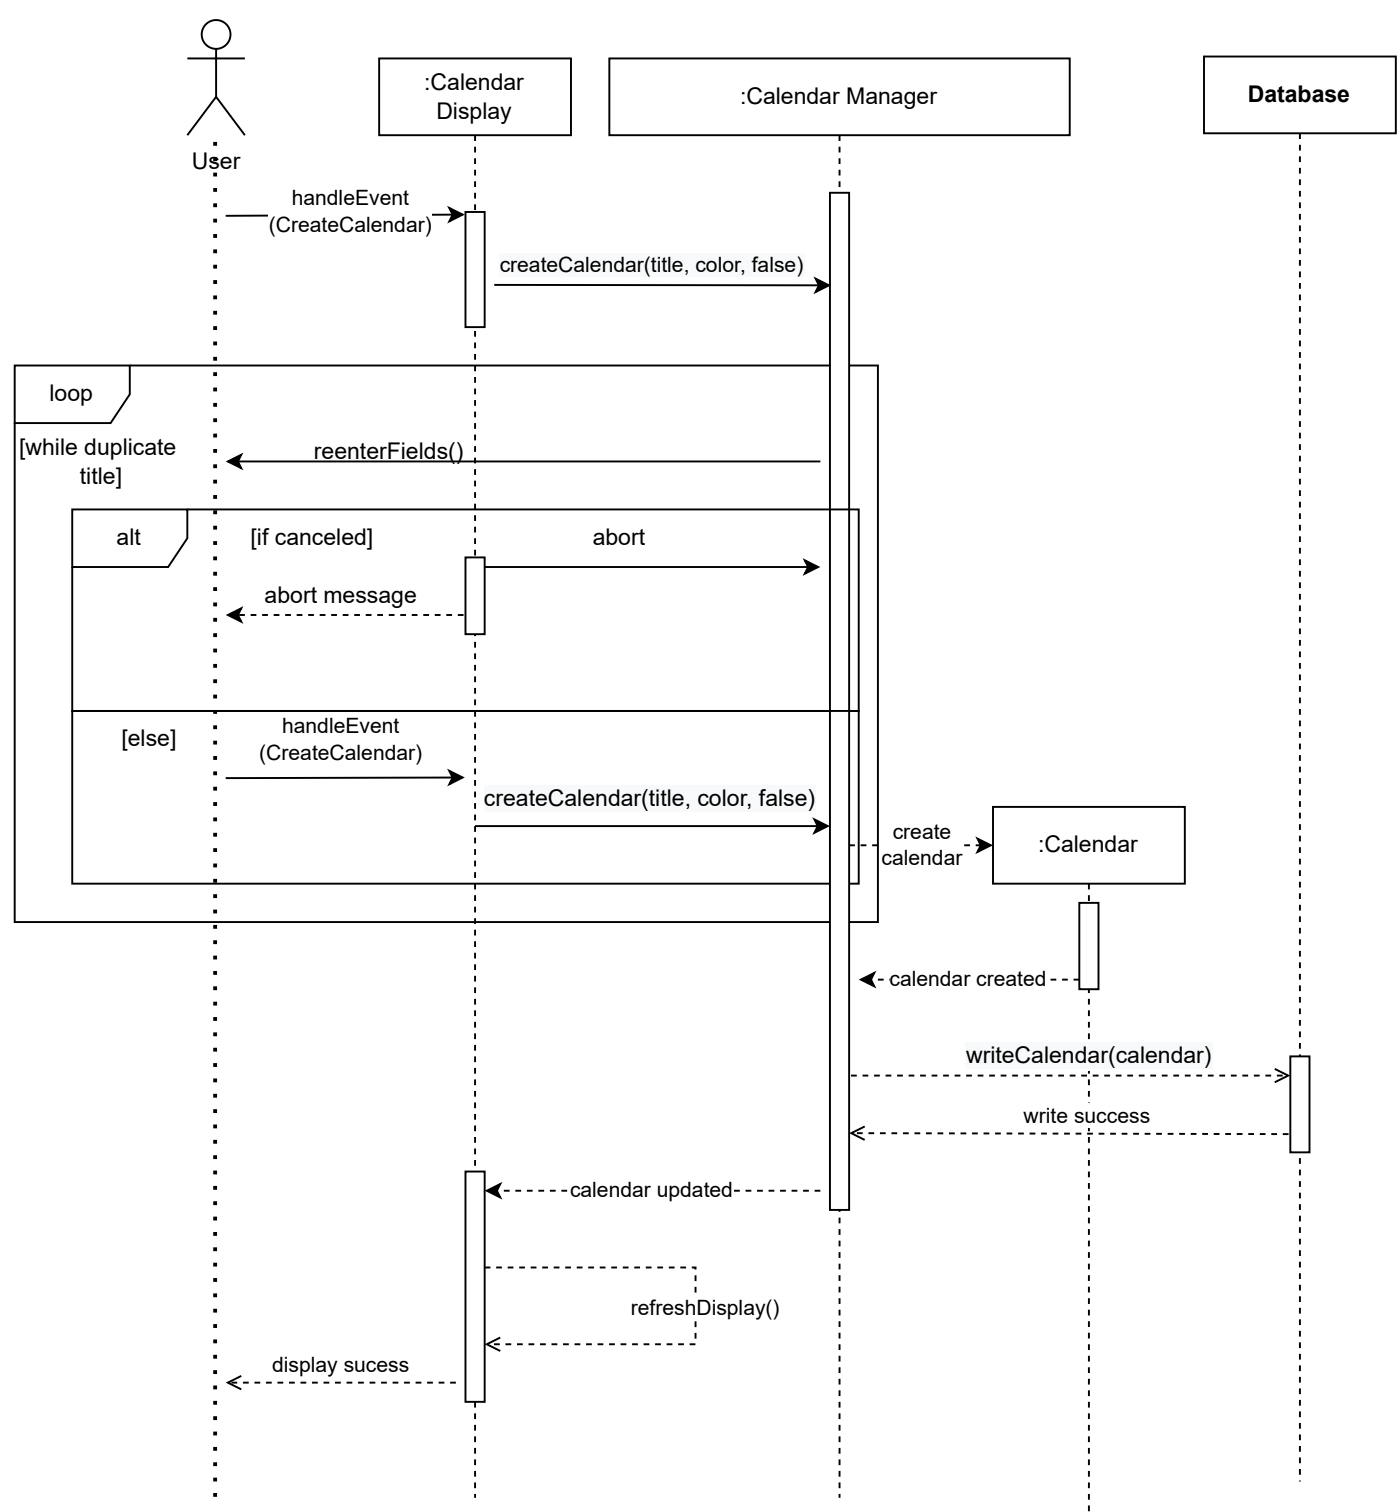 :Calendar
Display
:Calendar Manager
Database
User
handleEvent
(CreateCalendar)
createCalendar(title, color, false)
loop
[while duplicate
title]
reenterFields()
alt
[if canceled]
abort
abort message
[else]
handleEvent
(CreateCalendar)
createCalendar(title, color, false)
create
calendar
:Calendar
calendar created
writeCalendar(calendar)
write success
calendar updated
refreshDisplay()
display sucess